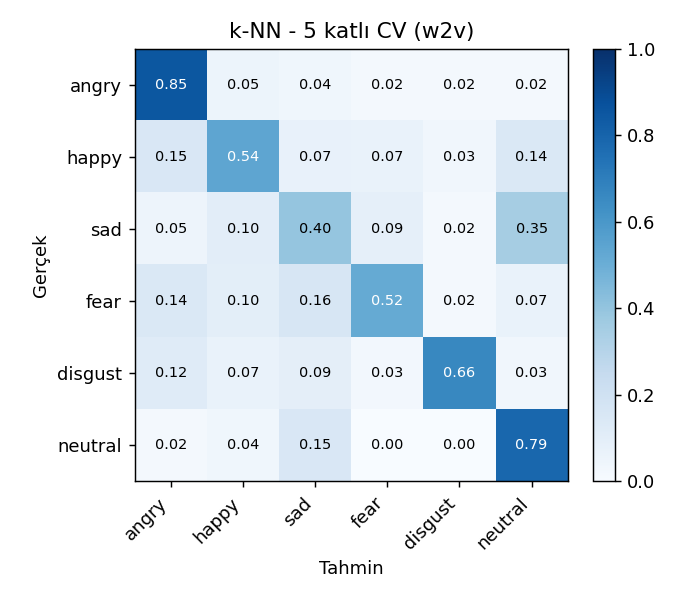 k-NN - 5 katlı CV (w2v)
1.0
angry 0.85 0.05 0.04 0.02 0.02 0.02
0.8
happy 0.15 0.54 0.07 0.07 0.03 0.14
sad 0.05 0.10 0.40 0.09 0.02 0.35
0.6
Gerçek
fear 0.14 0.10 0.16 0.52 0.02 0.07
0.4
disgust 0.12 0.07 0.09 0.03 0.66 0.03
0.2
neutral 0.02 0.04 0.15 0.00 0.00 0.79
0.0
angry happy sad fear disgust neutral
Tahmin